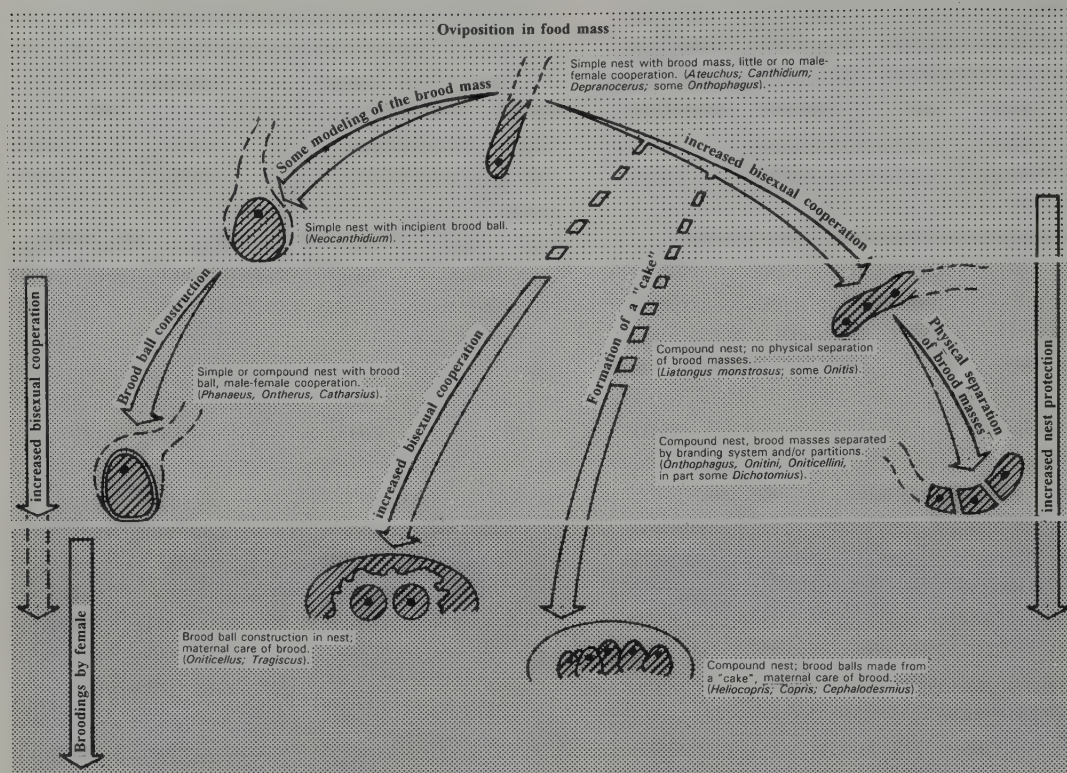 Oviposition in food mass
Simple nest with brood mass, little or no male-
female cooperation. (Ateuchus; Canthidium;
Depranocerus; some Onthophagus).
Some modeling of the brood mass
increased bisexual cooperation
Simple nest with incipient brood ball.
(Neocanthidium).
increased bisexual cooperation
Brood ball construction
Simple or compound nest with brood
ball, male-female cooperation.
(Phanaeus, Ontherus, Catharsius).
increased bisexual cooperation
Formation of a "cake"
Compound nest; no physical separation
of brood masses.
(Liatongus monstrosus; some Onitis).
Physical separation
of brood masses
increased nest protection
Compound nest, brood masses separated
by branding system and/or partitions.
(Onthophagus, Onitini, Oniticellini,
in part some Dichotomius).
Broodings by female
Brood ball construction in nest;
maternal care of brood.
(Oniticellus; Tragiscus).
Compound nest; brood balls made from
a "cake", maternal care of brood.
(Heliocopris; Copris; Cephalodesmius).